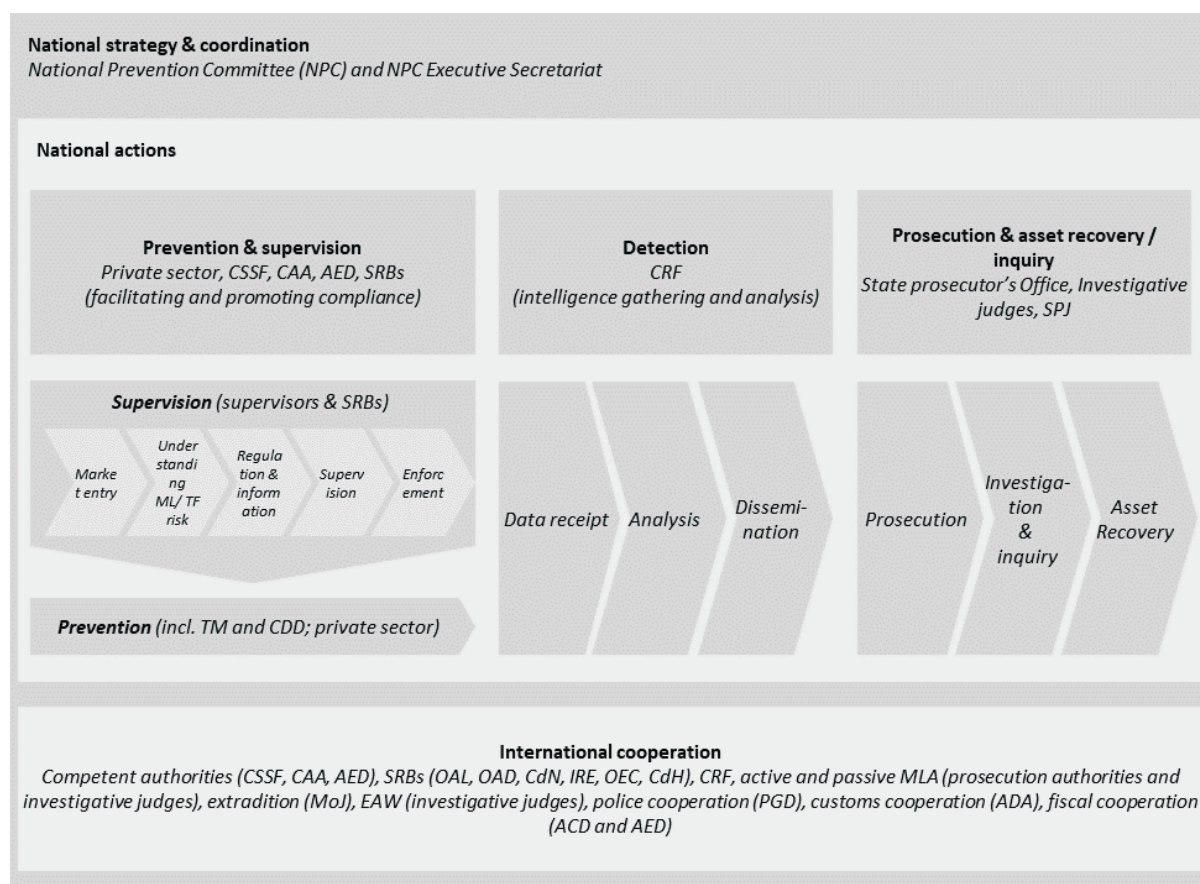 National strategy & coordination
National Prevention Committee (NPC) and NPC Executive Secretariat
National actions
Prevention & supervision
Private sector, CSSF, CAA, AED, SRBs
(facilitating and promoting compliance)
Detection
CRF
(intelligence gathering and analysis)
Prosecution & asset recovery /
inquiry
State prosecutor's Office, Investigative
judges, SPJ
Supervision (supervisors & SRBs)
Marke
t entry
Under
standi
ng
ML/ TF
risk
Regula
tion &
inform
ation
Superv
ision
Enforc
ement
Prevention (incl. TM and CDD; private sector)
Data receipt
Analysis
Dissemi-
nation
Prosecution
Investiga-
tion
&
inquiry
Asset
Recovery
International cooperation
Competent authorities (CSSF, CAA, AED), SRBs (OAL, OAD, CdN, IRE, OEC, CdH), CRF, active and passive MLA (prosecution authorities and
investigative judges), extradition (MoJ), EAW (investigative judges), police cooperation (PGD), customs cooperation (ADA), fiscal cooperation
(ACD and AED)